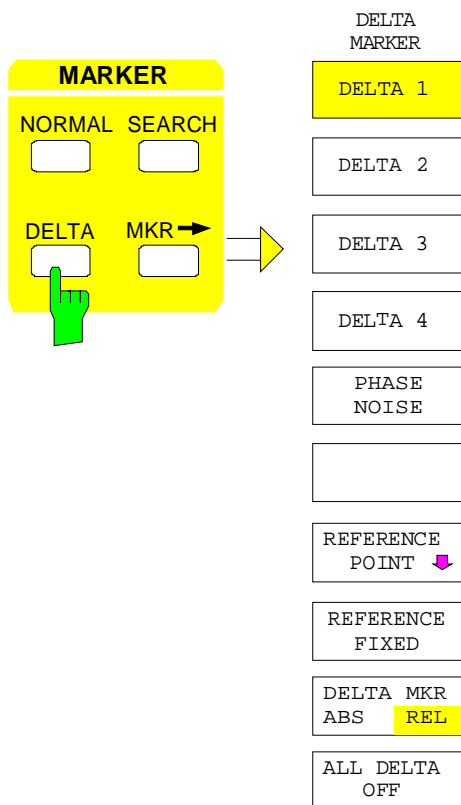 MARKER
NORMAL SEARCH
DELTA MKR
DELTA
MARKER
DELTA 1
DELTA 2
DELTA 3
DELTA 4
PHASE
NOISE
REFERENCE
POINT
REFERENCE
FIXED
DELTA MKR
ABS REL
ALL DELTA
OFF